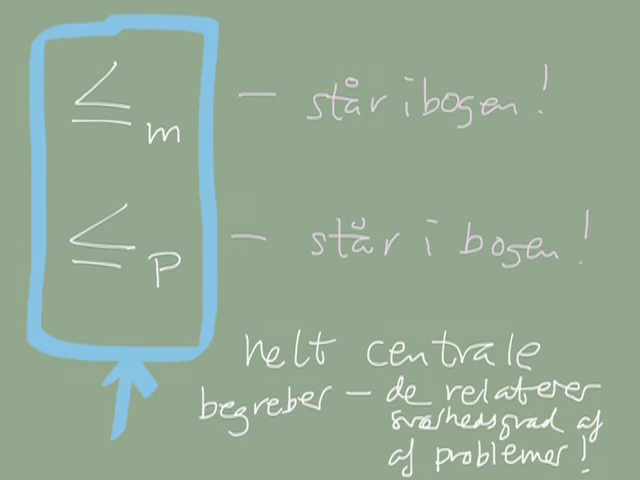 ≤m — står i bogen!
≤p — står i bogen!
helt centrale
begreber — de relaterer
sværhedsgrad af
af problemer!